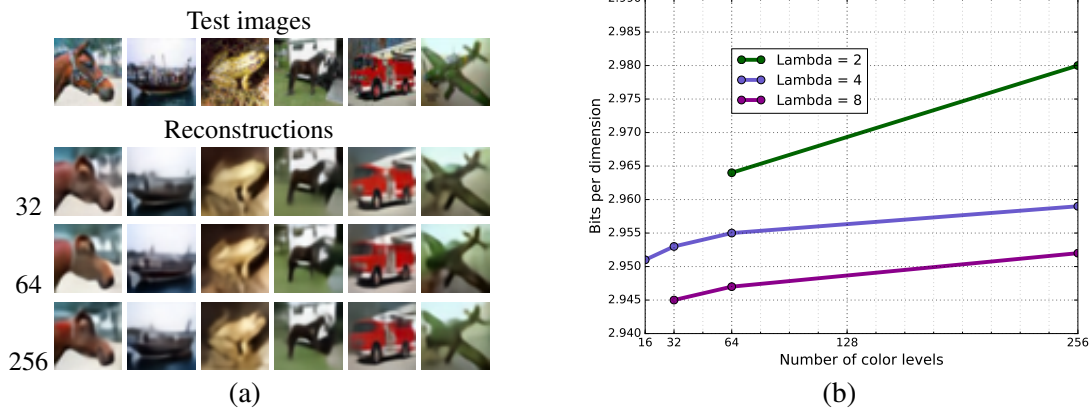 Test images
Reconstructions
32
64
256
(a)
2.990
2.985
2.980
2.975
2.970
2.965
2.960
2.955
2.950
2.945
2.940
Bits per dimension
Lambda = 2
Lambda = 4
Lambda = 8
16 32 64 128 256
Number of color levels
(b)